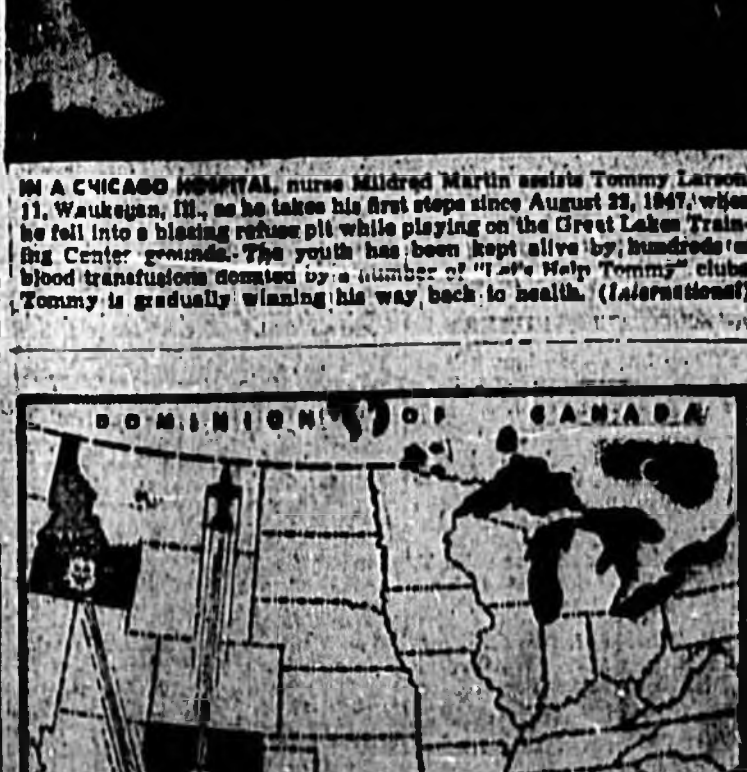 IN A CHICAGO HOSPITAL, nurse Mildred Martin assists Tommy Larson
11, Waukegan, Ill., as he takes his first steps since August 23, 1947, when
he fell into a blazing refuse pit while playing on the Great Lakes Train-
ing Center grounds. The youth has been kept alive by hundreds o
blood transfusions donated by a number of "Let's Help Tommy" clubs
Tommy is gradually winning his way back to health. (International)
DOMINION OF CANADA